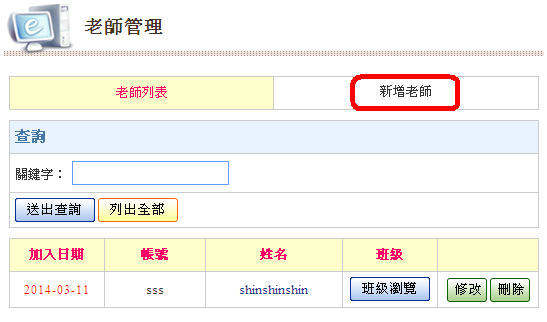 老師管理
老師列表 新增老師
查詢
關鍵字：
送出查詢 列出全部
加入日期 帳號 姓名 班級
2014-03-11 sss shinshinshin 班級瀏覽 修改 刪除